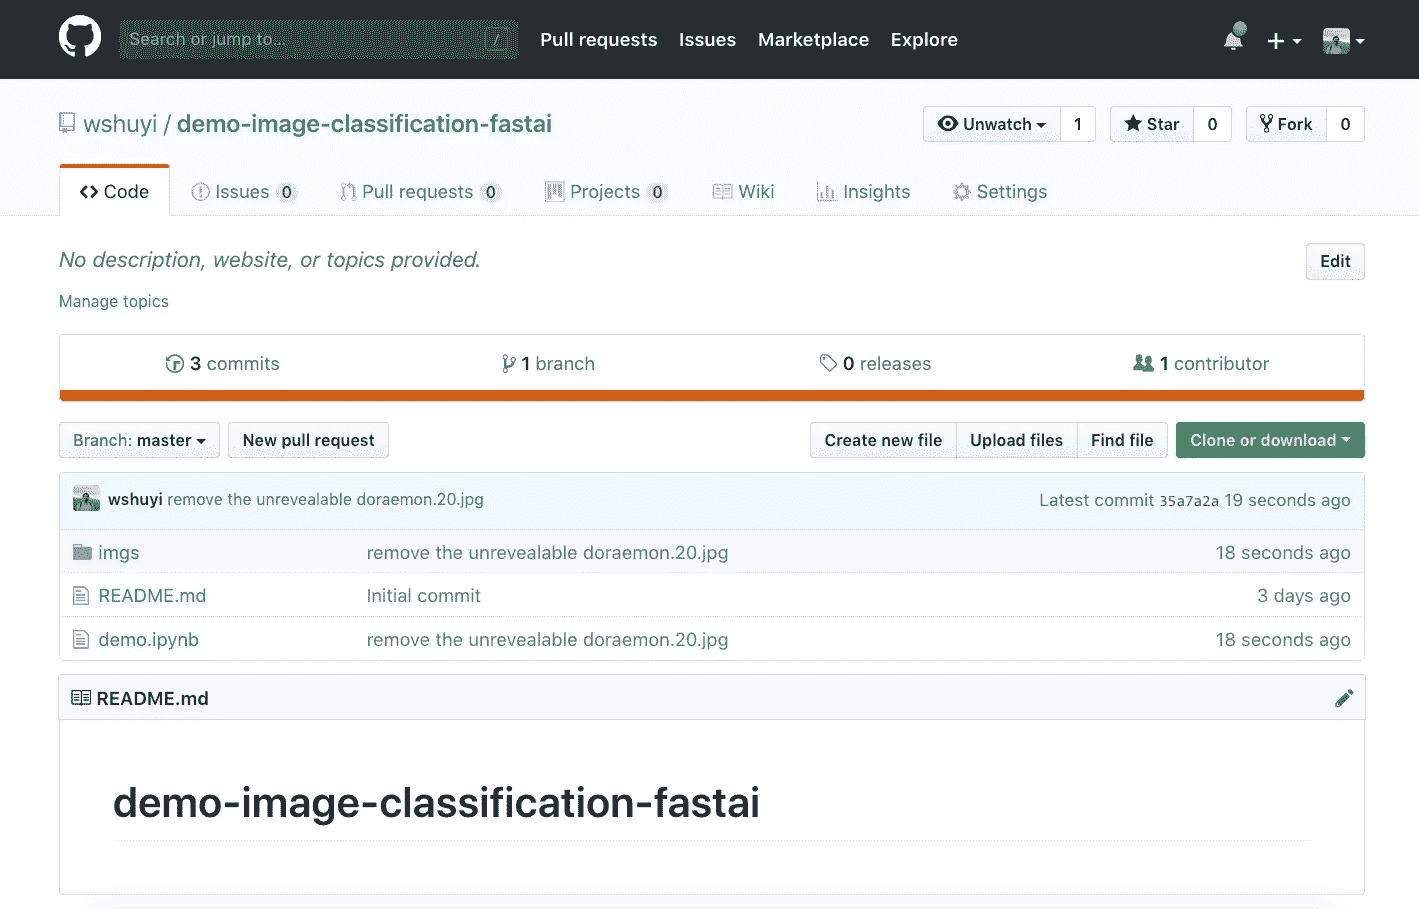 Search or jump to... / Pull requests Issues Marketplace Explore
wshuyi / demo-image-classification-fastai Unwatch 1 Star 0 Fork 0
Code Issues 0 Pull requests 0 Projects 0 Wiki Insights Settings
No description, website, or topics provided. Edit
Manage topics
3 commits 1 branch 0 releases 1 contributor
Branch: master New pull request Create new file Upload files Find file Clone or download
wshuyi remove the unrevealable doraemon.20.jpg Latest commit 35a7a2a 19 seconds ago
imgs remove the unrevealable doraemon.20.jpg 18 seconds ago
README.md Initial commit 3 days ago
demo.ipynb remove the unrevealable doraemon.20.jpg 18 seconds ago
README.md
demo-image-classification-fastai